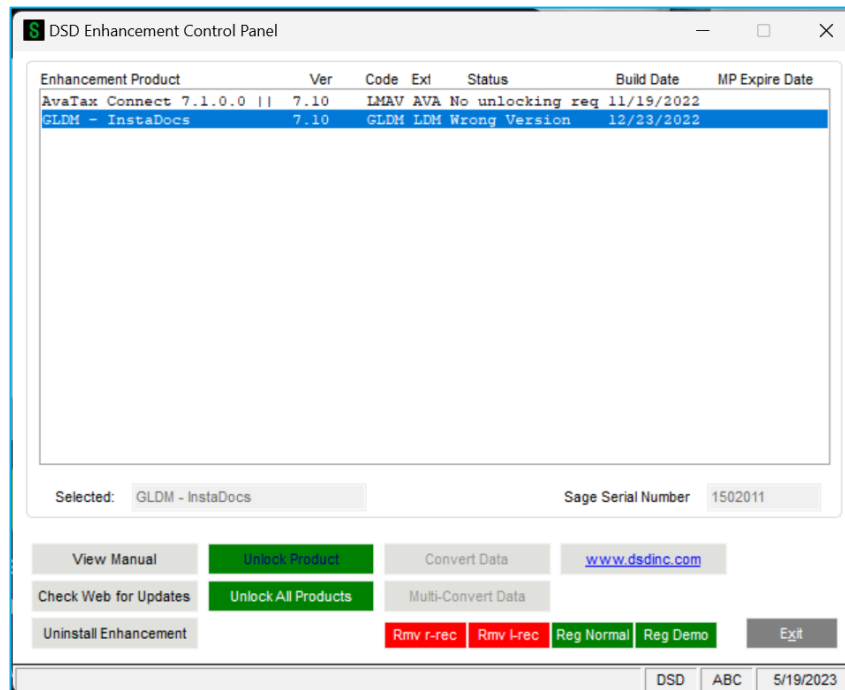 DSD Enhancement Control Panel
Enhancement Product Ver Code Ext Status Build Date MP Expire Date
AvaTax Connect 7.1.0.0 || 7.10 LMAV AVA No unlocking req 11/19/2022
GLDM - InstaDocs 7.10 GLDM LDM Wrong Version 12/23/2022
Selected: GLDM - InstaDocs Sage Serial Number 1502011
View Manual Unlock Product Convert Data www.dsdinc.com
Check Web for Updates Unlock All Products Multi-Convert Data
Uninstall Enhancement Rmv r-rec Rmv l-rec Reg Normal Reg Demo Exit
DSD ABC 5/19/2023